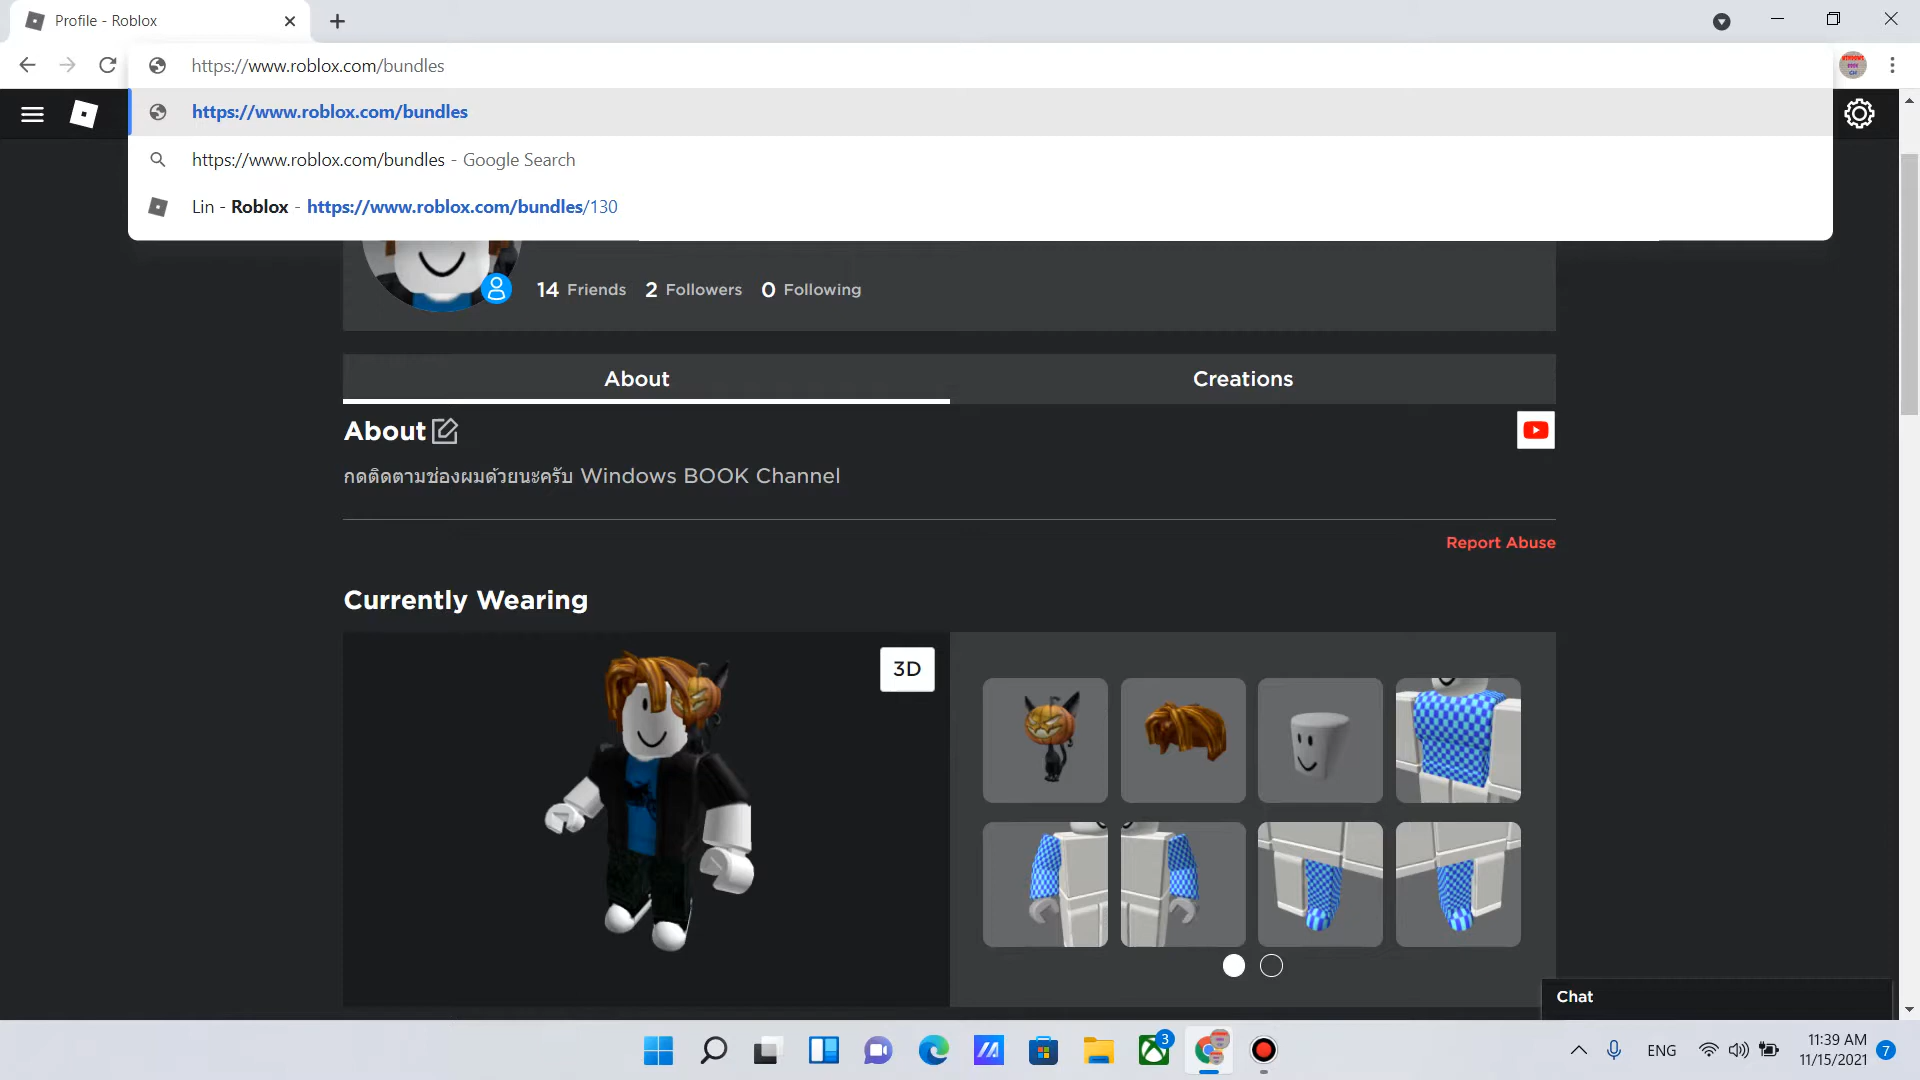 Profile - Roblox
https://www.roblox.com/bundles
https://www.roblox.com/bundles
https://www.roblox.com/bundles - Google Search
Lin - Roblox - https://www.roblox.com/bundles/130
14 Friends 2 Followers 0 Following
About
Creations
About
กดติดตามช่องผมด้วยนะครับ Windows BOOK Channel
Report Abuse
Currently Wearing
3D
Chat
3
ENG
11:39 AM
11/15/2021
7